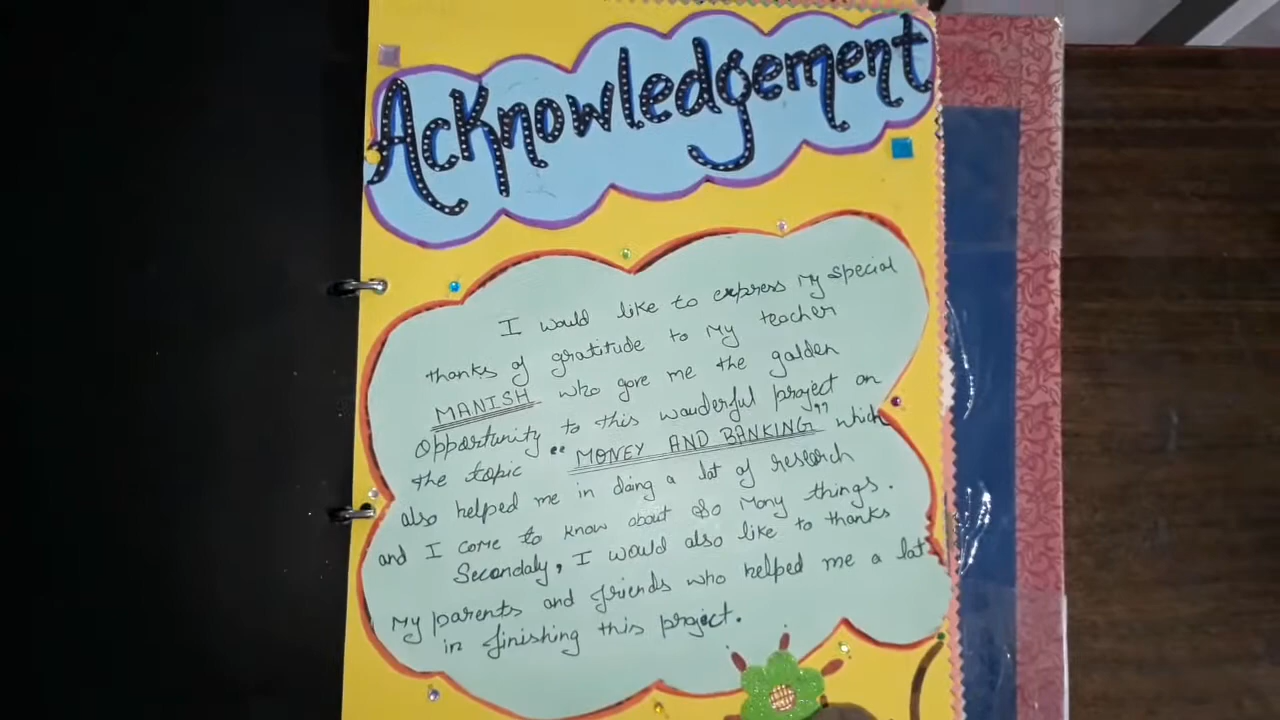 Acknowledgement
I would like to express my special
thanks of gratitude to my teacher
MANISH who gove me the golden
opportunity to this wonderful project on
the topic "MONEY AND BANKING" which
also helped me in doing a lot of research
and I come to know about so many things.
Secondaly, I would also like to thanks
my parents and friends who helped me a lot
in finishing this project.